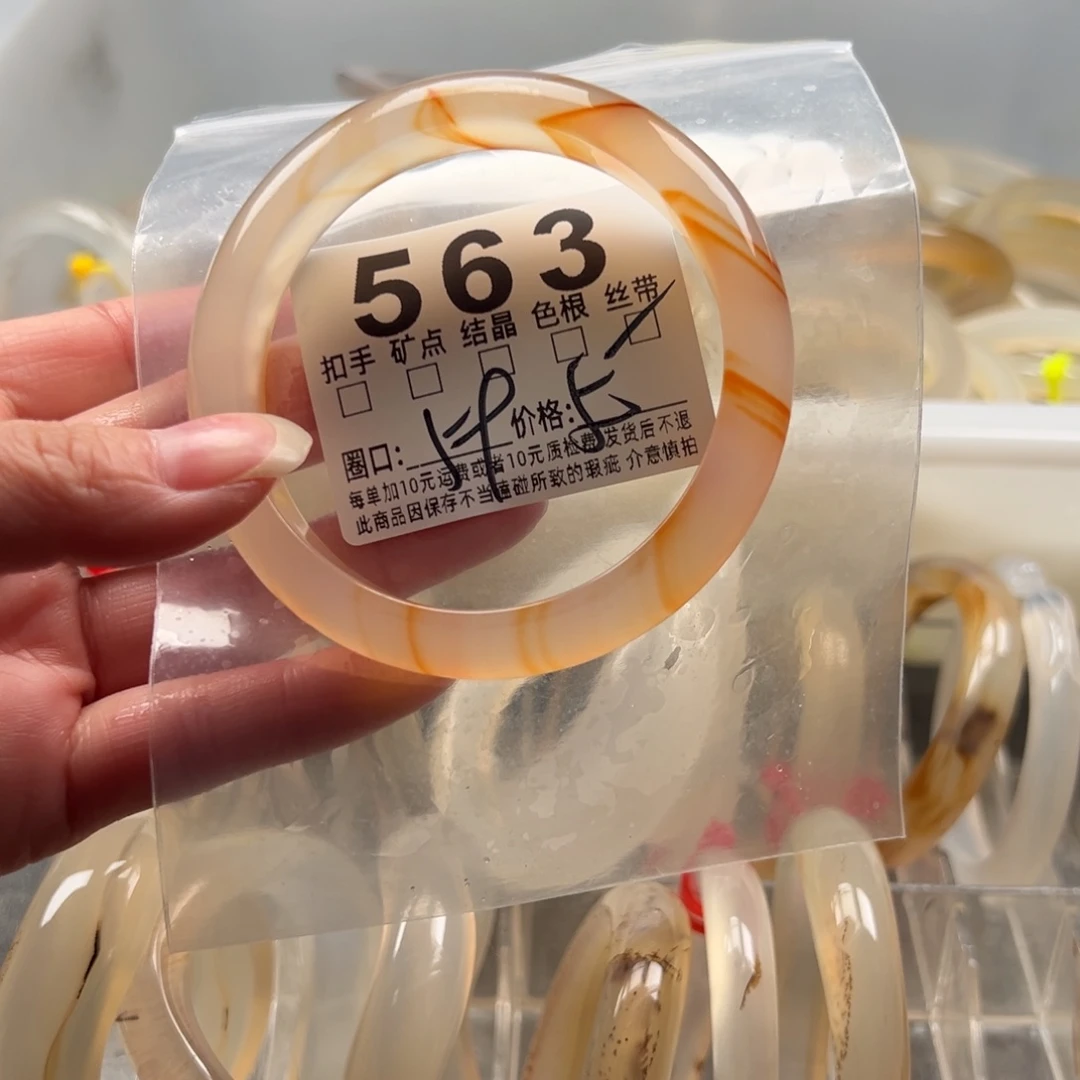 563
扣手 矿点 结晶 色根 丝带
圈口: 价格:
每单加10元运费或者10元质检费 发货后不退
此商品因保存不当磕碰所致的瑕疵 介意慎拍